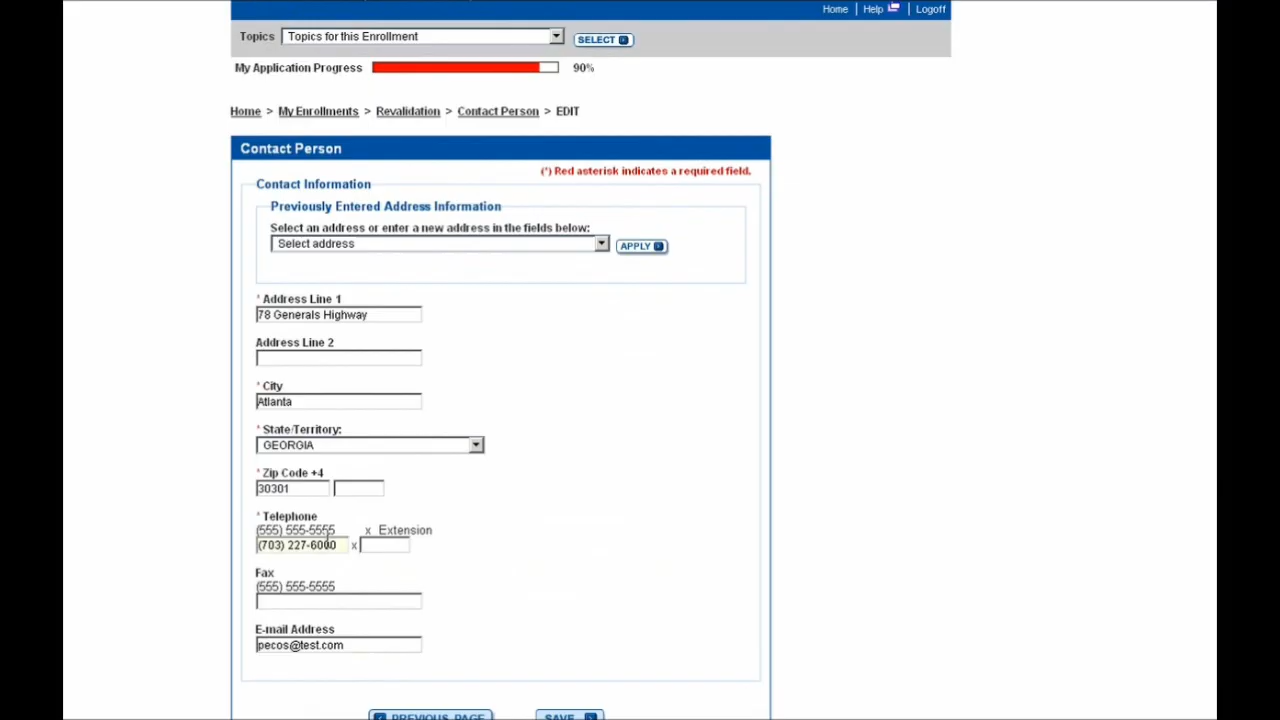 Home | Help | Logoff
Topics Topics for this Enrollment SELECT
My Application Progress 90%
Home > My Enrollments > Revalidation > Contact Person > EDIT
Contact Person
(*) Red asterisk indicates a required field.
Contact Information
Previously Entered Address Information
Select an address or enter a new address in the fields below:
Select address APPLY
* Address Line 1
78 Generals Highway
Address Line 2
* City
Atlanta
* State/Territory:
GEORGIA
* Zip Code +4
30301
* Telephone
(555) 555-5555 x Extension
(703) 227-6000 x
Fax
(555) 555-5555
E-mail Address
pecos@test.com
PREVIOUS PAGE SAVE